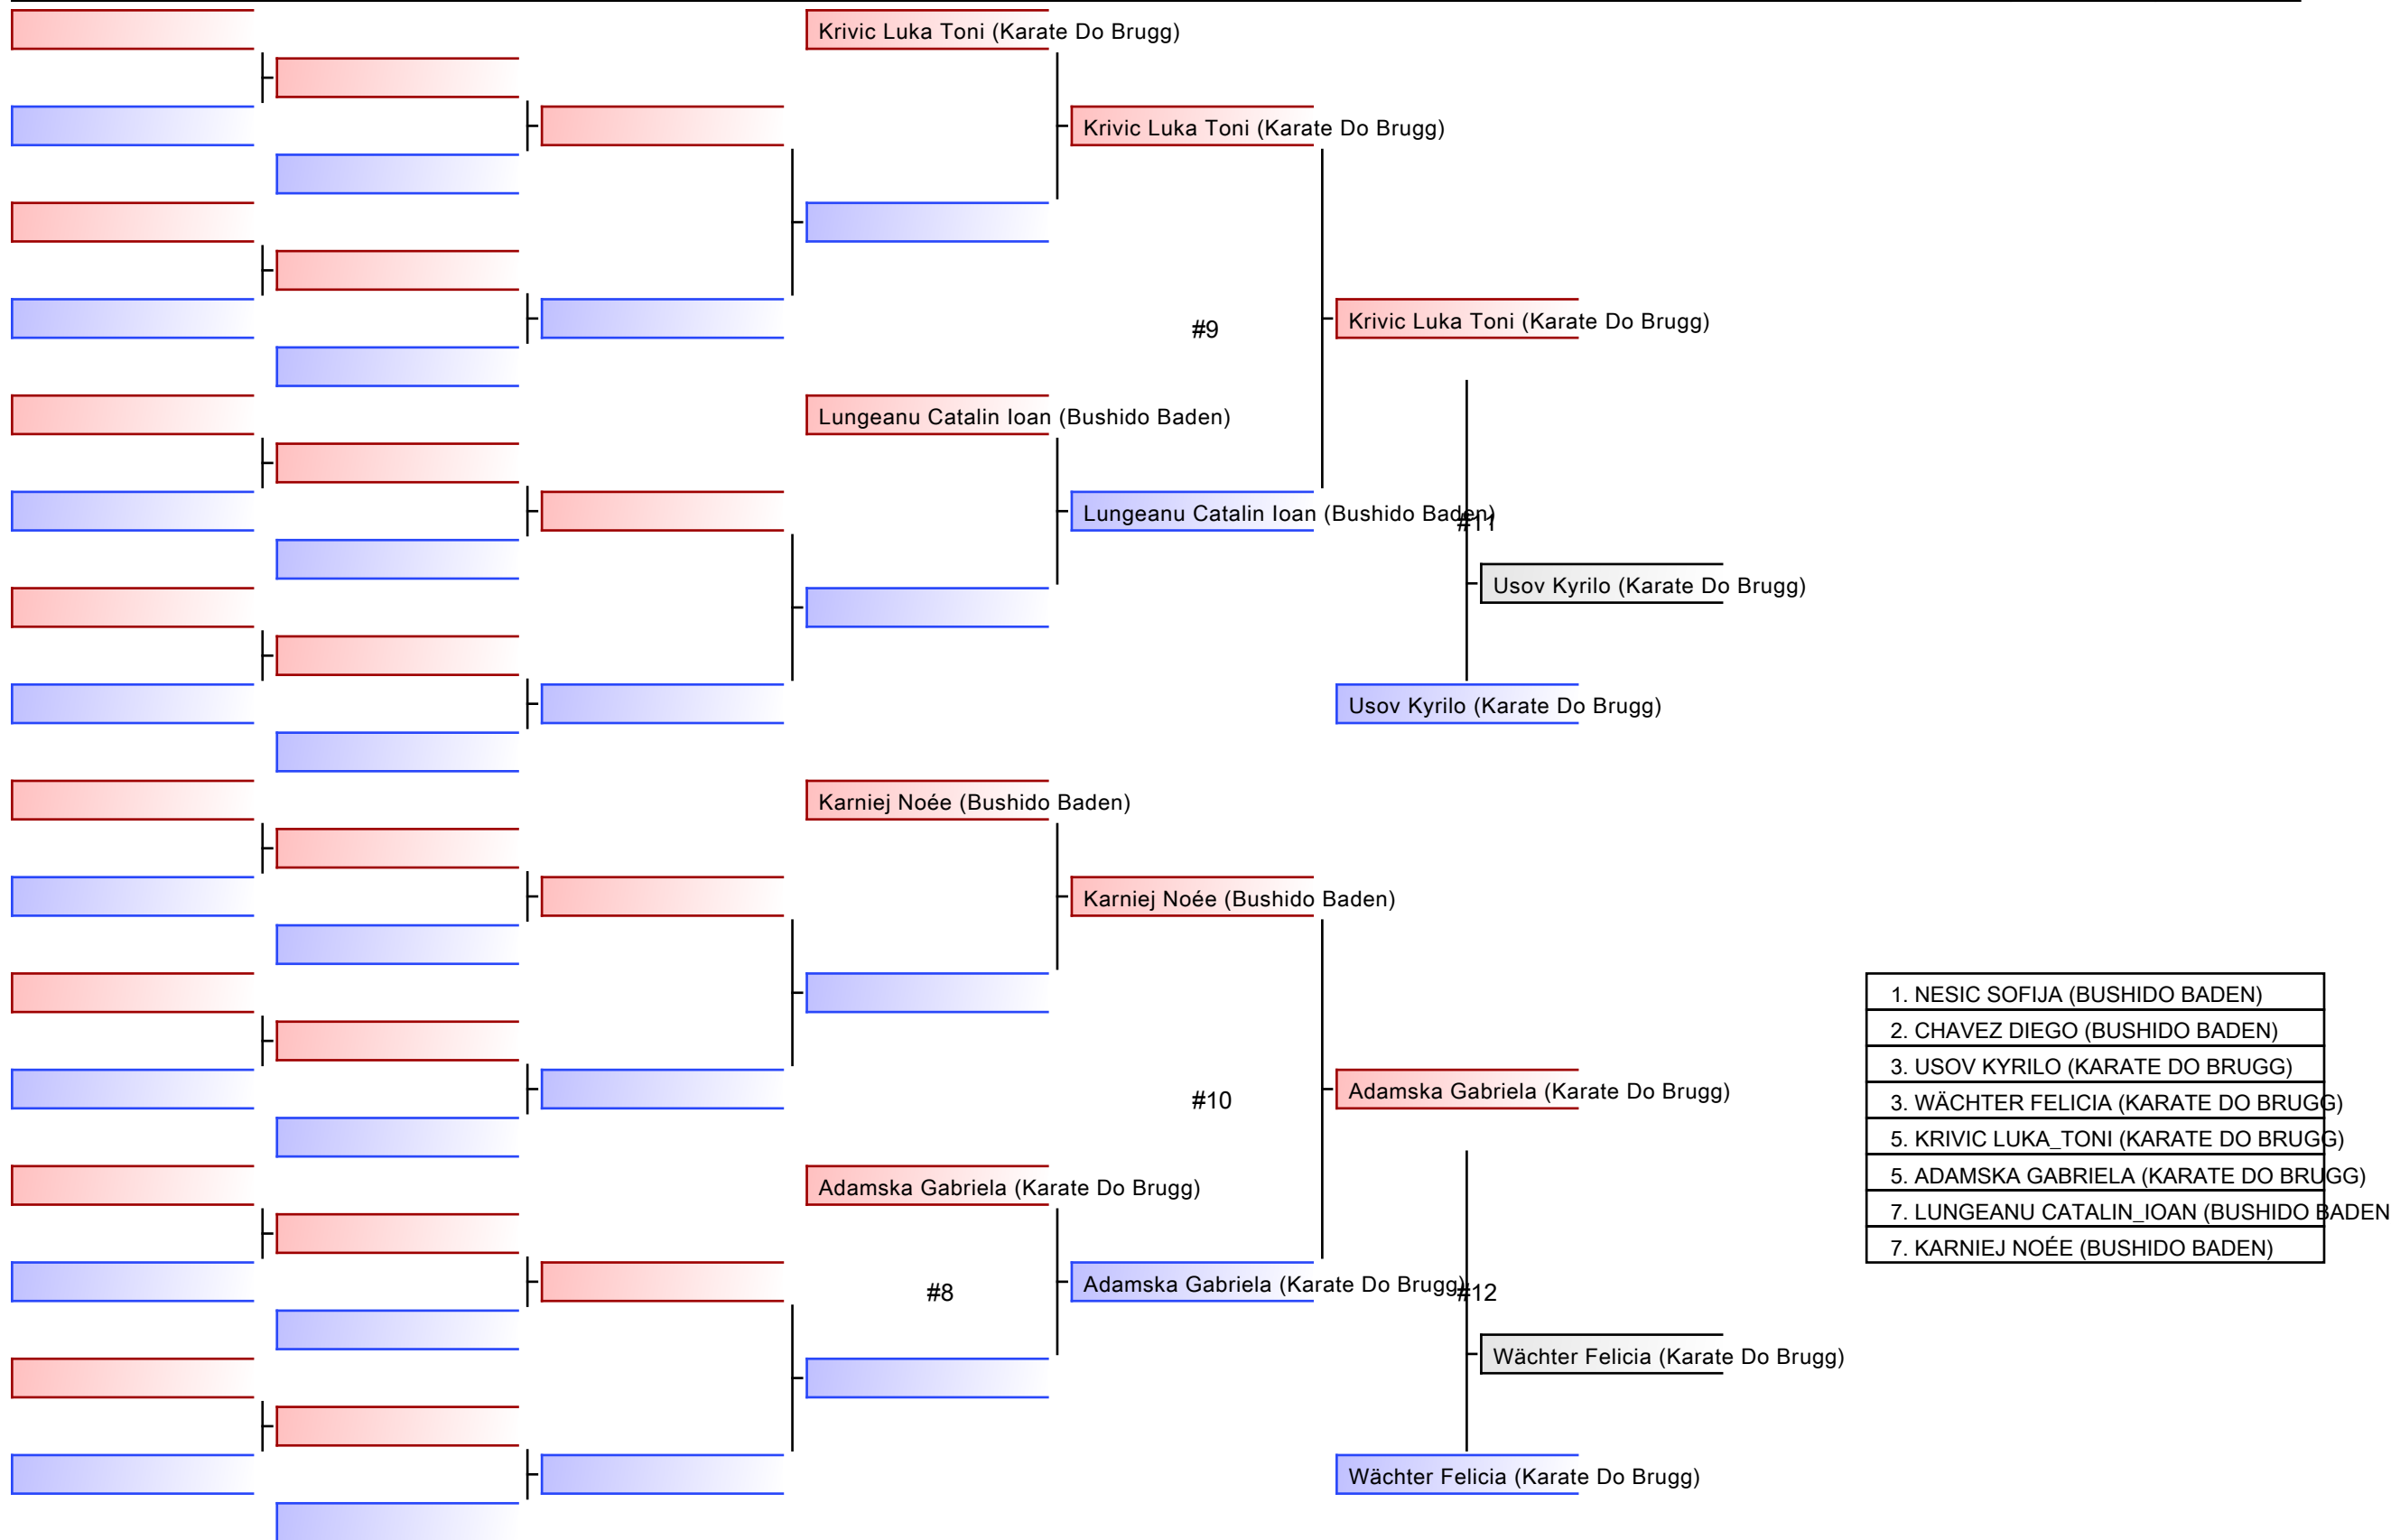 Krivic Luka Toni (Karate Do Brugg)
Krivic Luka Toni (Karate Do Brugg)
#9
Krivic Luka Toni (Karate Do Brugg)
Lungeanu Catalin Ioan (Bushido Baden)
Lungeanu Catalin Ioan (Bushido Baden)
#11
Usov Kyrilo (Karate Do Brugg)
Usov Kyrilo (Karate Do Brugg)
Karniej Noée (Bushido Baden)
Karniej Noée (Bushido Baden)
#10
Adamska Gabriela (Karate Do Brugg)
Adamska Gabriela (Karate Do Brugg)
#8
Adamska Gabriela (Karate Do Brugg)
#12
Wächter Felicia (Karate Do Brugg)
Wächter Felicia (Karate Do Brugg)
1. NESIC SOFIJA (BUSHIDO BADEN)
2. CHAVEZ DIEGO (BUSHIDO BADEN)
3. USOV KYRILO (KARATE DO BRUGG)
3. WÄCHTER FELICIA (KARATE DO BRUGG)
5. KRIVIC LUKA_TONI (KARATE DO BRUGG)
5. ADAMSKA GABRIELA (KARATE DO BRUGG)
7. LUNGEANU CATALIN_IOAN (BUSHIDO BADEN
7. KARNIEJ NOÉE (BUSHIDO BADEN)